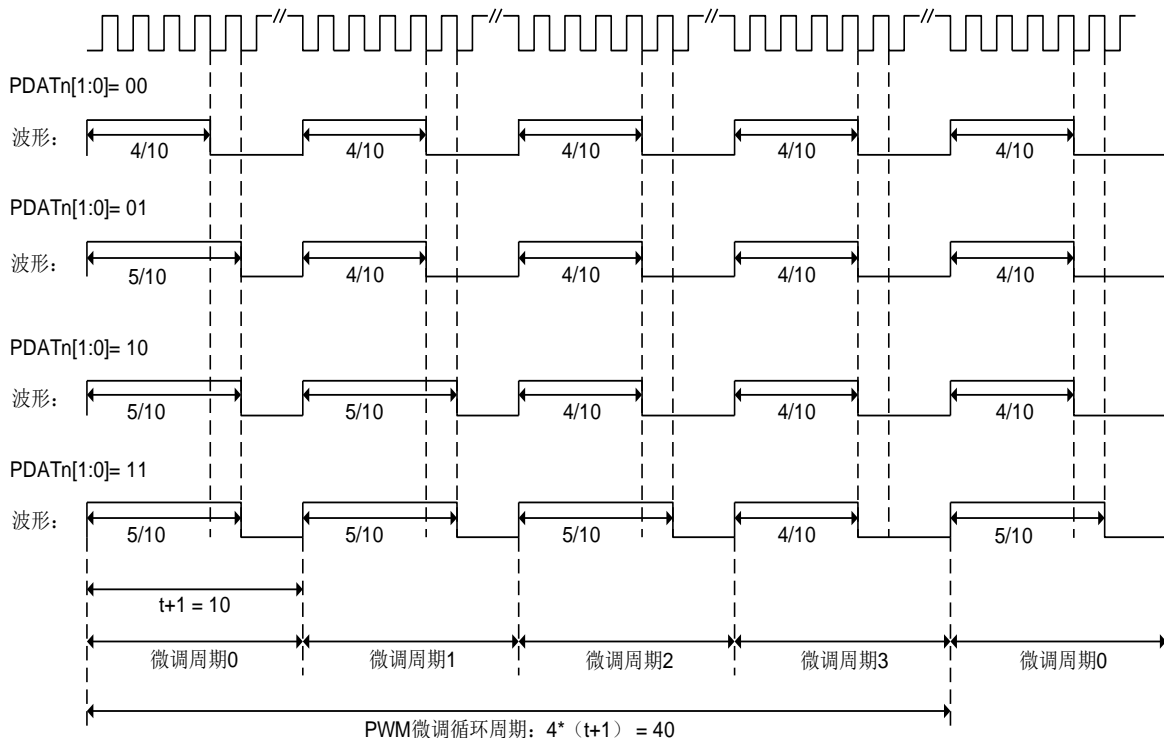 PDATn[1:0]= 00
波形：
4/10 4/10 4/10 4/10 4/10
PDATn[1:0]= 01
波形：
5/10 4/10 4/10 4/10 4/10
PDATn[1:0]= 10
波形：
5/10 5/10 4/10 4/10 4/10
PDATn[1:0]= 11
波形：
5/10 5/10 5/10 4/10 5/10
t+1 = 10
微调周期0 微调周期1 微调周期2 微调周期3 微调周期0
PWM微调循环周期：4*（t+1） = 40